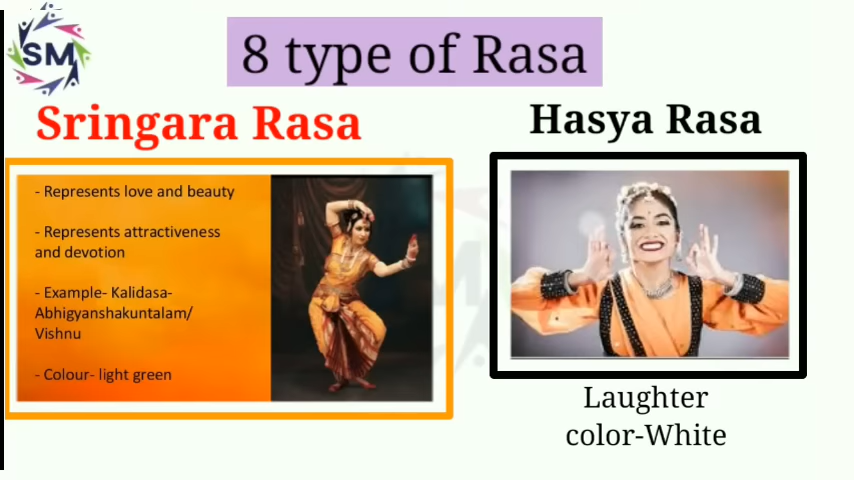 SM
8 type of Rasa
Sringara Rasa
- Represents love and beauty
- Represents attractiveness
and devotion
- Example- Kalidasa-
Abhigyanshakuntalam/
Vishnu
- Colour- light green
Hasya Rasa
Laughter
color-White